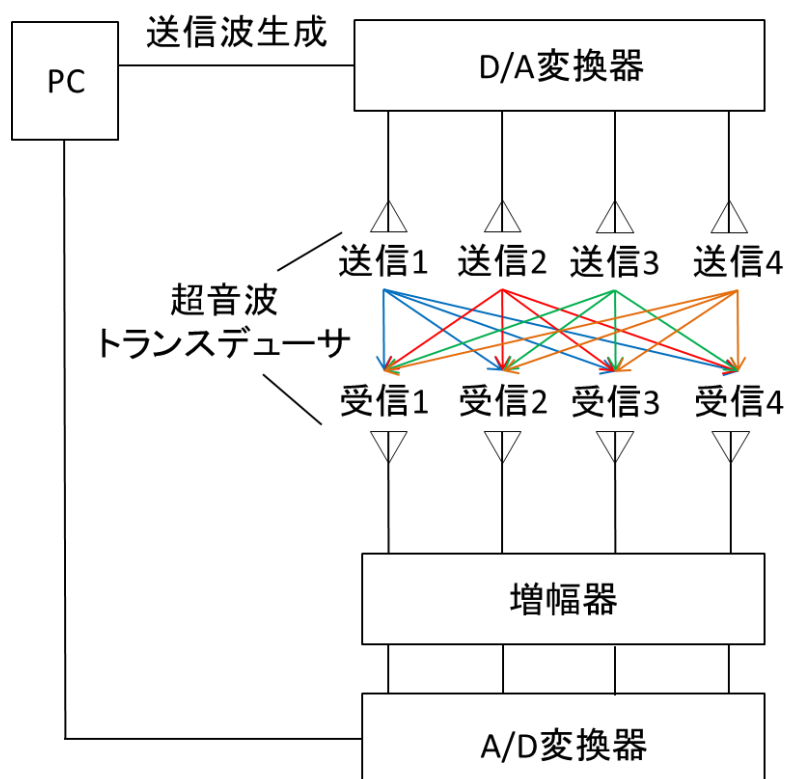 送信波生成
PC
D/A変換器
送信1
送信2
送信3
送信4
超音波
トランスデューサ
受信1
受信2
受信3
受信4
増幅器
A/D変換器